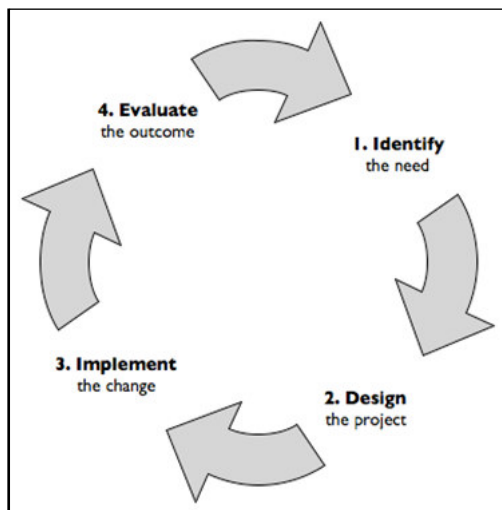 4. Evaluate
the outcome
1. Identify
the need
3. Implement
the change
2. Design
the project